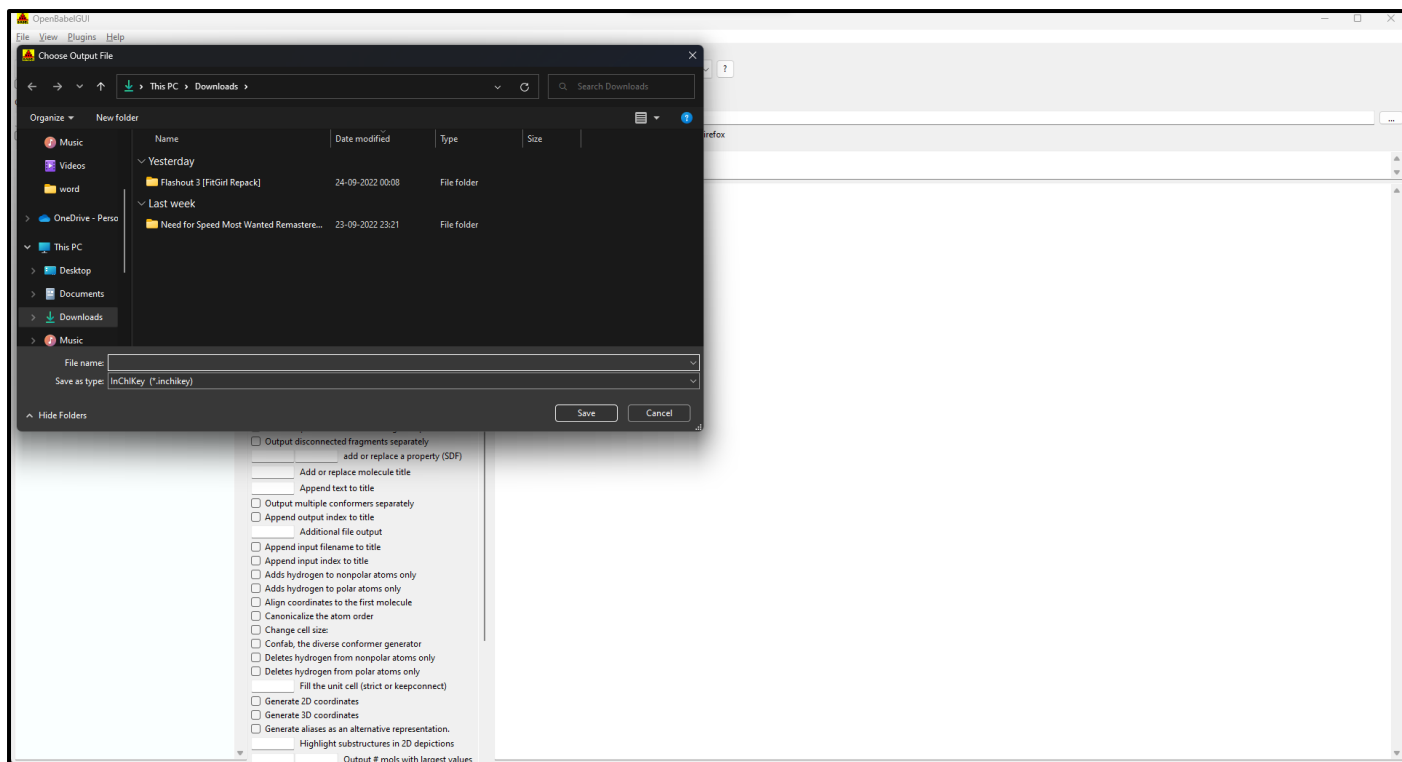 OpenBabelGUI
File View Plugins Help
Choose Output File
This PC > Downloads >
Search Downloads
?
Organize
New folder
?
...
Music
Name
Date modified
Type
Size
irefox
Videos
Yesterday
word
Flashout 3 [FitGirl Repack]
24-09-2022 00:08
File folder
Last week
OneDrive - Perso
Need for Speed Most Wanted Remastere...
23-09-2022 23:21
File folder
This PC
Desktop
Documents
Downloads
Music
File name:
Save as type: InChIKey (*.inchikey)
Hide Folders
Save
Cancel
Output disconnected fragments separately
add or replace a property (SDF)
Add or replace molecule title
Append text to title
Output multiple conformers separately
Append output index to title
Additional file output
Append input filename to title
Append input index to title
Adds hydrogen to nonpolar atoms only
Adds hydrogen to polar atoms only
Align coordinates to the first molecule
Canonicalize the atom order
Change cell size:
Confab, the diverse conformer generator
Deletes hydrogen from nonpolar atoms only
Deletes hydrogen from polar atoms only
Fill the unit cell (strict or keepconnect)
Generate 2D coordinates
Generate 3D coordinates
Generate aliases as an alternative representation.
Highlight substructures in 2D depictions
Output # mols with largest values